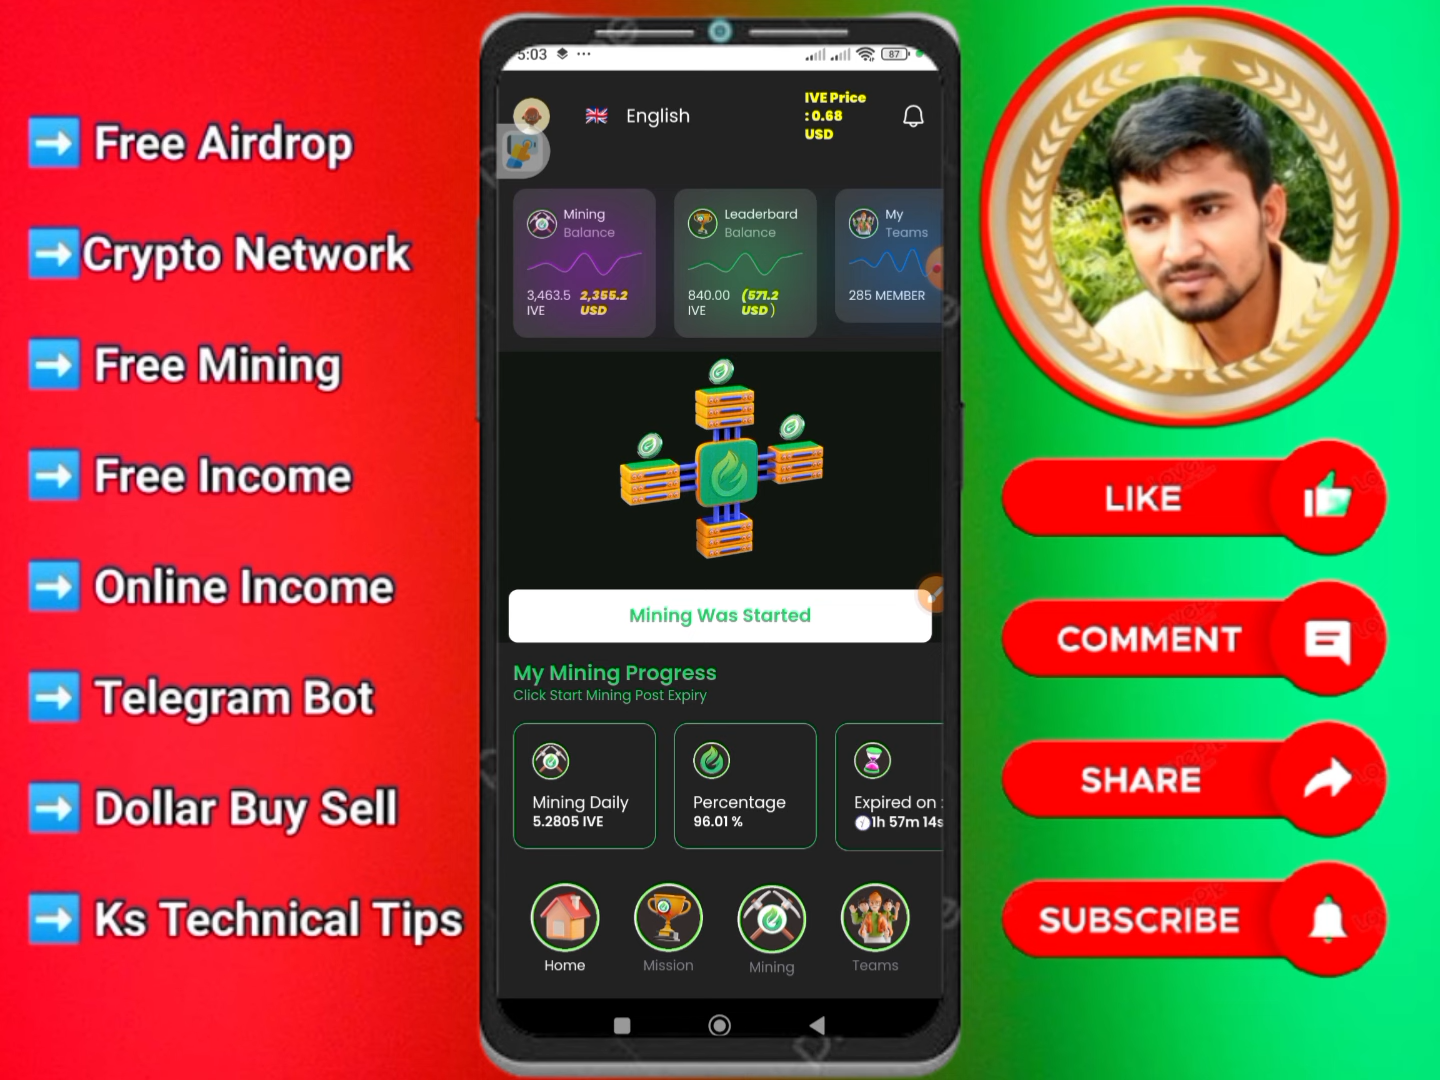 Free Airdrop
Crypto Network
Free Mining
Free Income
Online Income
Telegram Bot
Dollar Buy Sell
Ks Technical Tips
5:03
87
English
IVE Price
: 0.68
USD
Mining
Balance
3,463.5
IVE
2,355.2
USD
Leaderbard
Balance
840.00
IVE
(571.2
USD )
My
Teams
285 MEMBER
Mining Was Started
My Mining Progress
Click Start Mining Post Expiry
Mining Daily
5.2805 IVE
Percentage
96.01 %
Expired on :
1h 57m 14s
Home
Mission
Mining
Teams
LIKE
COMMENT
SHARE
SUBSCRIBE